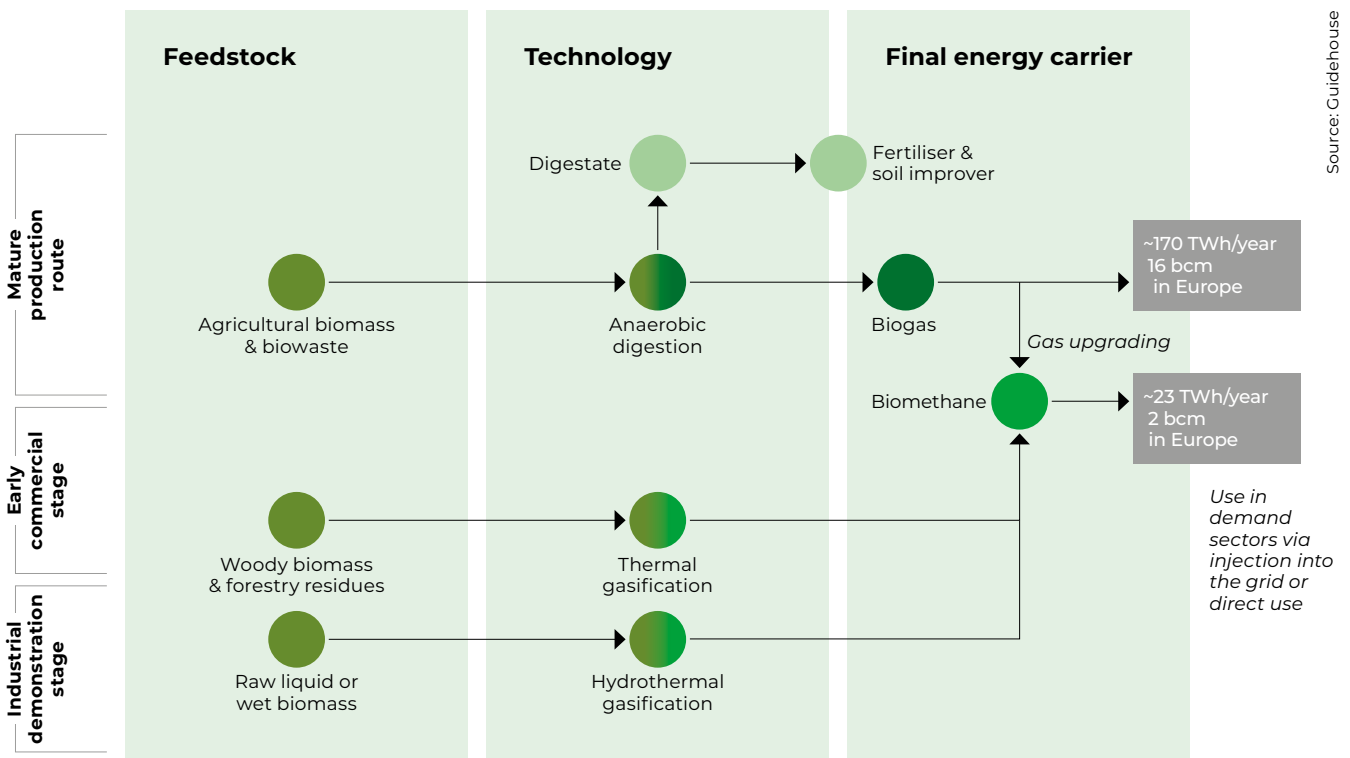 Feedstock
Technology
Final energy carrier
Source: Guidehouse
Mature
production
route
Digestate
Fertiliser &
soil improver
Agricultural biomass
& biowaste
Anaerobic
digestion
Biogas
~170 TWh/year
16 bcm
in Europe
Gas upgrading
Biomethane
~23 TWh/year
2 bcm
in Europe
Early
commercial
stage
Woody biomass
& forestry residues
Thermal
gasification
Use in
demand
sectors via
injection into
the grid or
direct use
Industrial
demonstration
stage
Raw liquid or
wet biomass
Hydrothermal
gasification